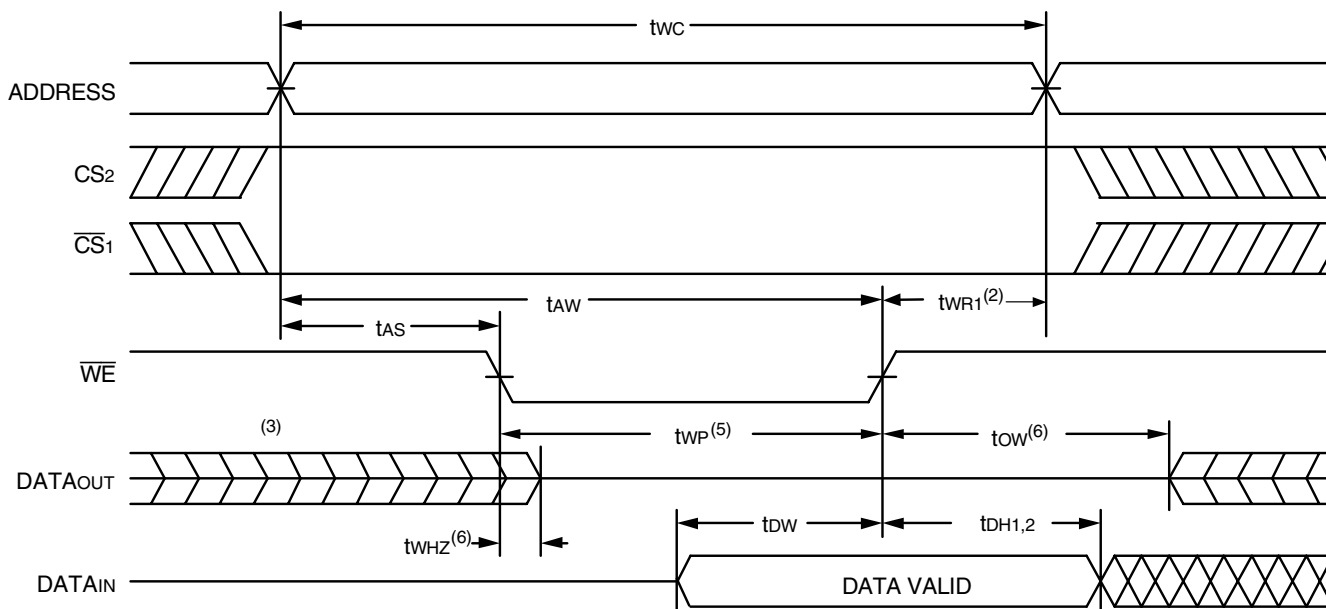 tWC
ADDRESS
CS2
CS1
tAW
tWR1(2)
tAS
WE
(3)
tWP(5)
tOW(6)
DATAOUT
tDW
tDH1,2
tWHZ(6)
DATAIN
DATA VALID